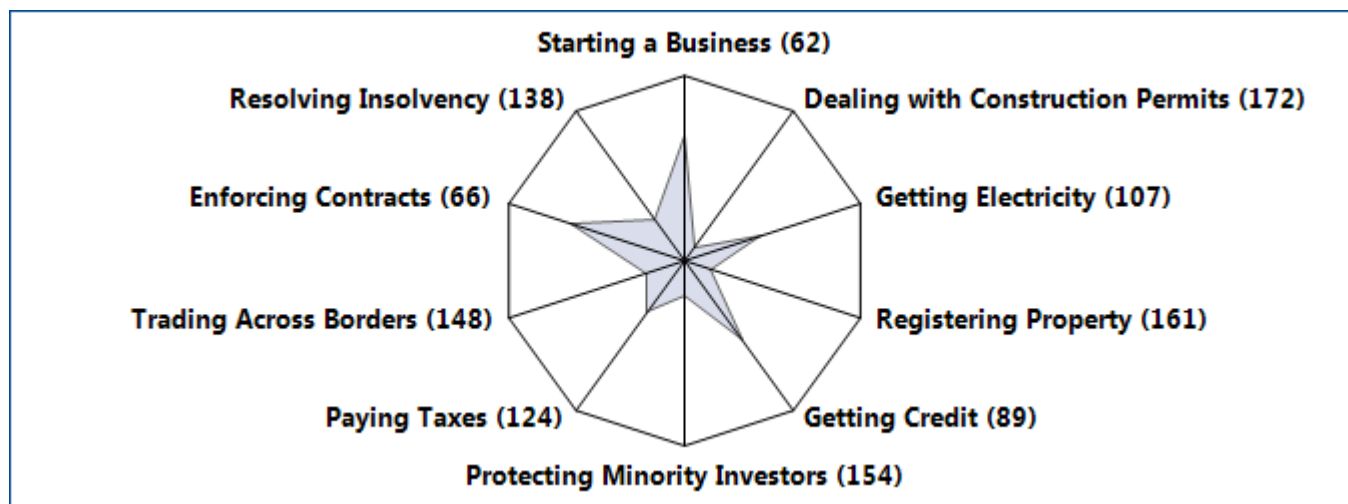 Starting a Business (62)
Resolving Insolvency (138)
Dealing with Construction Permits (172)
Enforcing Contracts (66)
Getting Electricity (107)
Trading Across Borders (148)
Registering Property (161)
Paying Taxes (124)
Getting Credit (89)
Protecting Minority Investors (154)